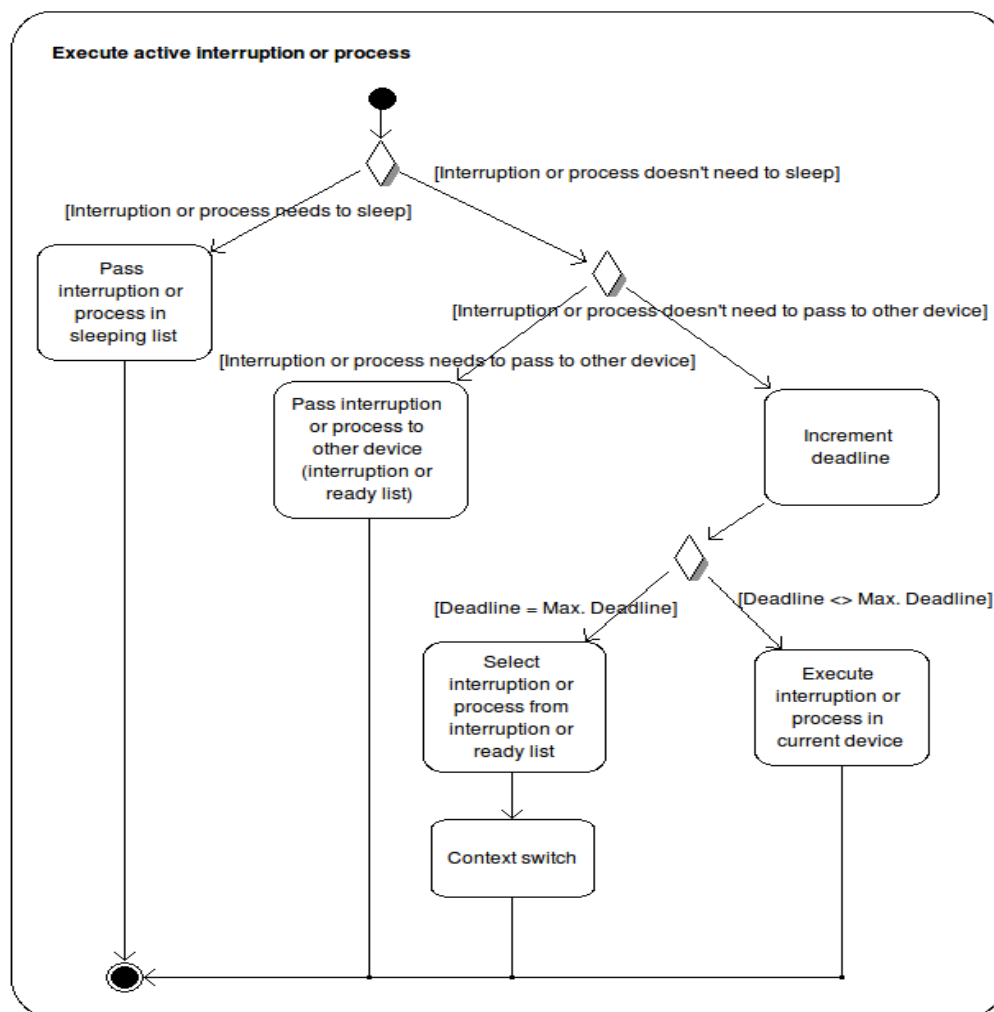 Execute active interruption or process
[Interruption or process doesn't need to sleep]
[Interruption or process needs to sleep]
Pass
interruption or
process in
sleeping list
[Interruption or process doesn't need to pass to other device]
[Interruption or process needs to pass to other device]
Pass interruption
or process to
other device
(interruption or
ready list)
Increment
deadline
[Deadline = Max. Deadline]
[Deadline <> Max. Deadline]
Select
interruption or
process from
interruption or
ready list
Execute
interruption or
process in
current device
Context switch